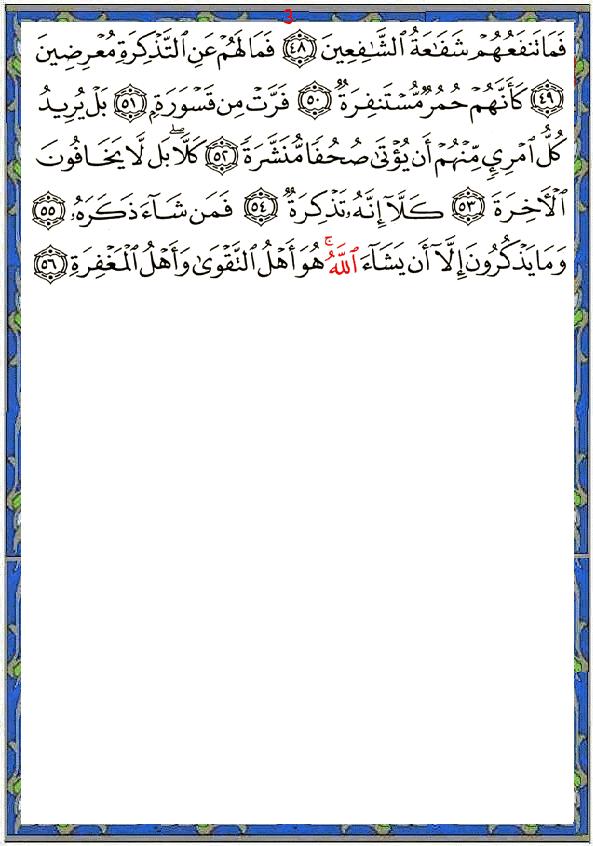 3
فَمَا تَنفَعُهُمْ شَفَٰعَةُ ٱلشَّٰفِعِينَ ﴿٤٨﴾ فَمَا لَهُمْ عَنِ ٱلتَّذْكِرَةِ مُعْرِضِينَ
﴿٤٩﴾ كَأَنَّهُمْ حُمُرٌ مُّسْتَنفِرَةٌ ﴿٥٠﴾ فَرَّتْ مِن قَسْوَرَةٍۭ ﴿٥١﴾ بَلْ يُرِيدُ
كُلُّ ٱمْرِئٍ مِّنْهُمْ أَن يُؤْتَىٰ صُحُفًا مُّنَشَّرَةً ﴿٥٢﴾ كَلَّا ۖ بَل لَّا يَخَافُونَ
ٱلْأَخِرَةَ ﴿٥٣﴾ كَلَّآ إِنَّهُۥ تَذْكِرَةٌ ﴿٥٤﴾ فَمَن شَآءَ ذَكَرَهُۥ ﴿٥٥﴾
وَمَا يَذْكُرُونَ إِلَّآ أَن يَشَآءَ ٱللَّهُ ۚ هُوَ أَهْلُ ٱلتَّقْوَىٰ وَأَهْلُ ٱلْمَغْفِرَةِ ﴿٥٦﴾